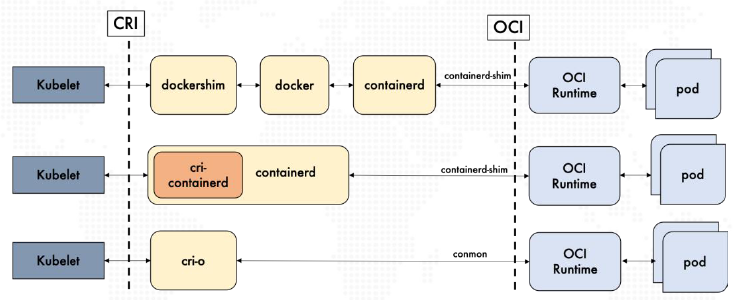 CRI
OCI
Kubelet
dockershim
docker
containerd
containerd-shim
OCI
Runtime
pod
Kubelet
cri-
containerd
containerd
containerd-shim
OCI
Runtime
pod
Kubelet
cri-o
conmon
OCI
Runtime
pod